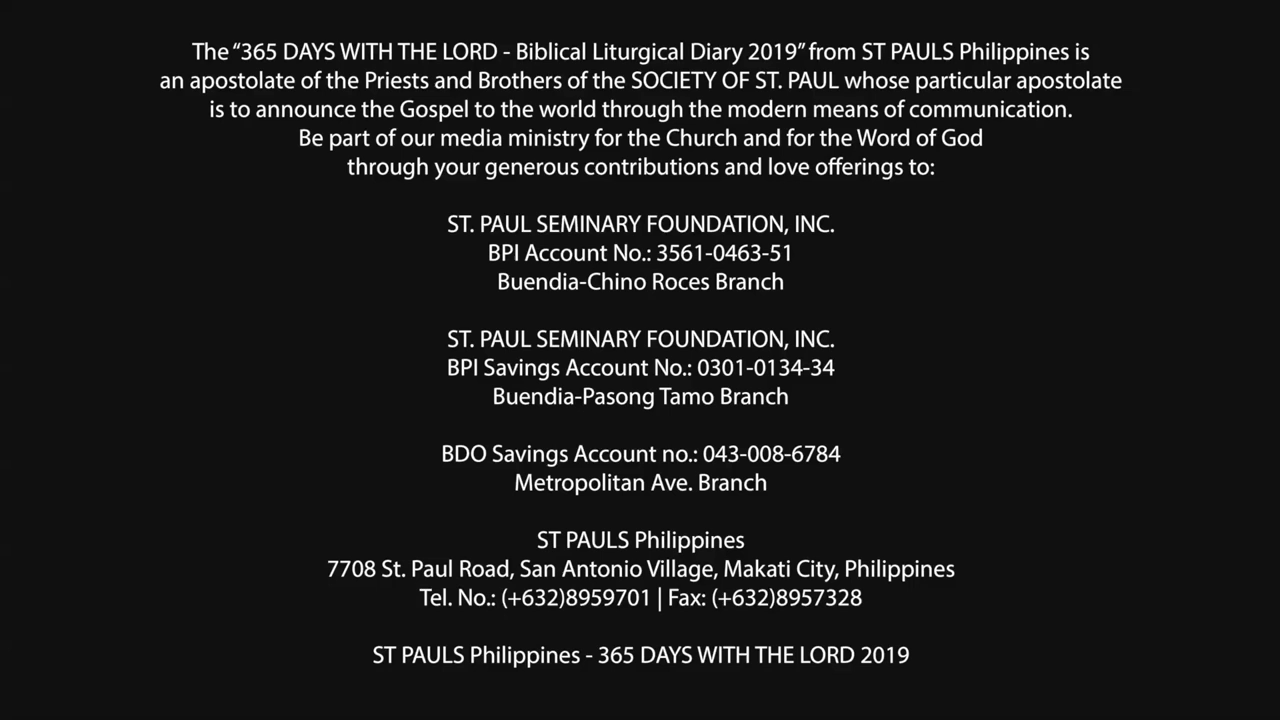 The “365 DAYS WITH THE LORD - Biblical Liturgical Diary 2019” from ST PAULS Philippines is
an apostolate of the Priests and Brothers of the SOCIETY OF ST. PAUL whose particular apostolate
is to announce the Gospel to the world through the modern means of communication.
Be part of our media ministry for the Church and for the Word of God
through your generous contributions and love offerings to:
ST. PAUL SEMINARY FOUNDATION, INC.
BPI Account No.: 3561-0463-51
Buendia-Chino Roces Branch
ST. PAUL SEMINARY FOUNDATION, INC.
BPI Savings Account No.: 0301-0134-34
Buendia-Pasong Tamo Branch
BDO Savings Account no.: 043-008-6784
Metropolitan Ave. Branch
ST PAULS Philippines
7708 St. Paul Road, San Antonio Village, Makati City, Philippines
Tel. No.: (+632)8959701 | Fax: (+632)8957328
ST PAULS Philippines - 365 DAYS WITH THE LORD 2019